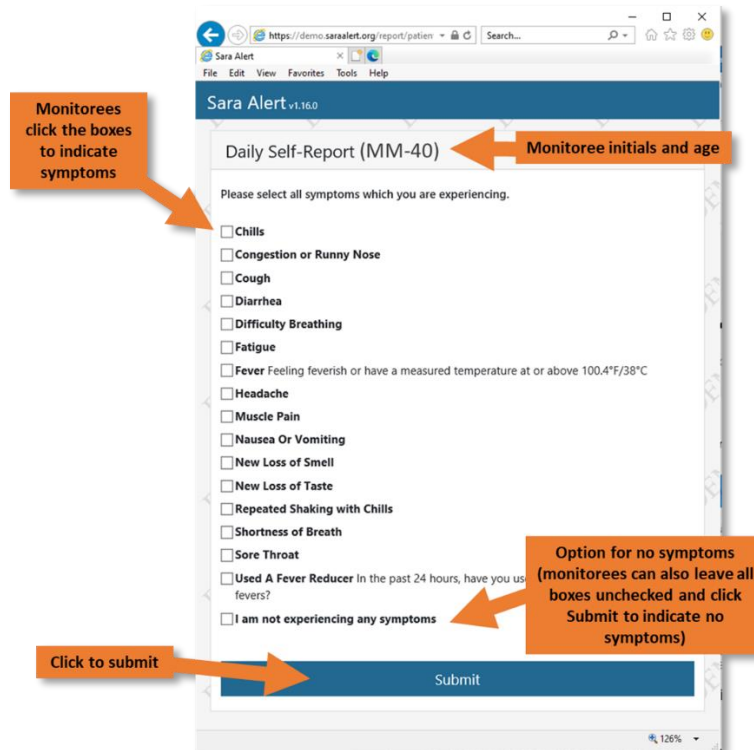 https://demo.saraalert.org/report/patien
Search...
Sara Alert
File Edit View Favorites Tools Help
Sara Alert v1.16.0
Monitorees
click the boxes
to indicate
symptoms
Daily Self-Report (MM-40)
Monitoree initials and age
Please select all symptoms which you are experiencing.
Chills
Congestion or Runny Nose
Cough
Diarrhea
Difficulty Breathing
Fatigue
Fever Feeling feverish or have a measured temperature at or above 100.4°F/38°C
Headache
Muscle Pain
Nausea Or Vomiting
New Loss of Smell
New Loss of Taste
Repeated Shaking with Chills
Shortness of Breath
Sore Throat
Used A Fever Reducer In the past 24 hours, have you
fevers?
I am not experiencing any symptoms
Option for no symptoms
(monitorees can also leave all
boxes unchecked and click
Submit to indicate no
symptoms)
Click to submit
Submit
126%